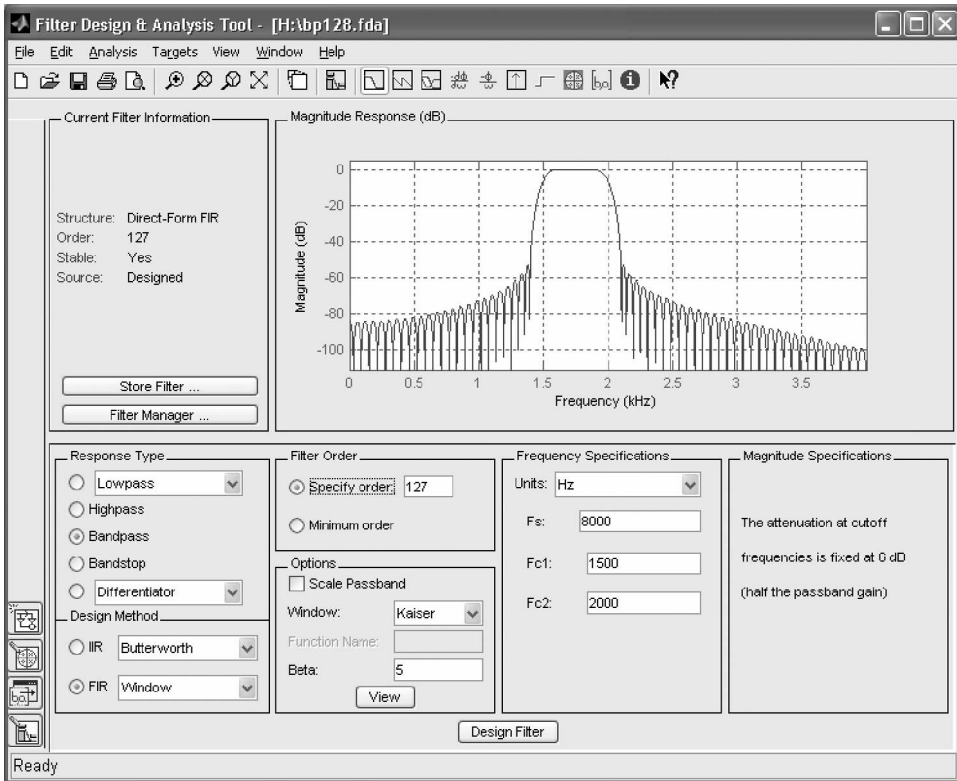 Filter Design & Analysis Tool - [H:\bp128.fda]
File Edit Analysis Targets View Window Help
Current Filter Information
Structure: Direct-Form FIR
Order: 127
Stable: Yes
Source: Designed
Store Filter ...
Filter Manager ...
Magnitude Response (dB)
Magnitude (dB)
0
-20
-40
-60
-80
-100
0 0.5 1 1.5 2 2.5 3 3.5
Frequency (kHz)
Response Type
Lowpass
Highpass
Bandpass
Bandstop
Differentiator
Design Method
IIR Butterworth
FIR Window
Filter Order
Specify order: 127
Minimum order
Options
Scale Passband
Window: Kaiser
Function Name:
Beta: 5
View
Frequency Specifications
Units: Hz
Fs: 8000
Fc1: 1500
Fc2: 2000
Magnitude Specifications
The attenuation at cutoff
frequencies is fixed at 6 dB
(half the passband gain)
Design Filter
Ready